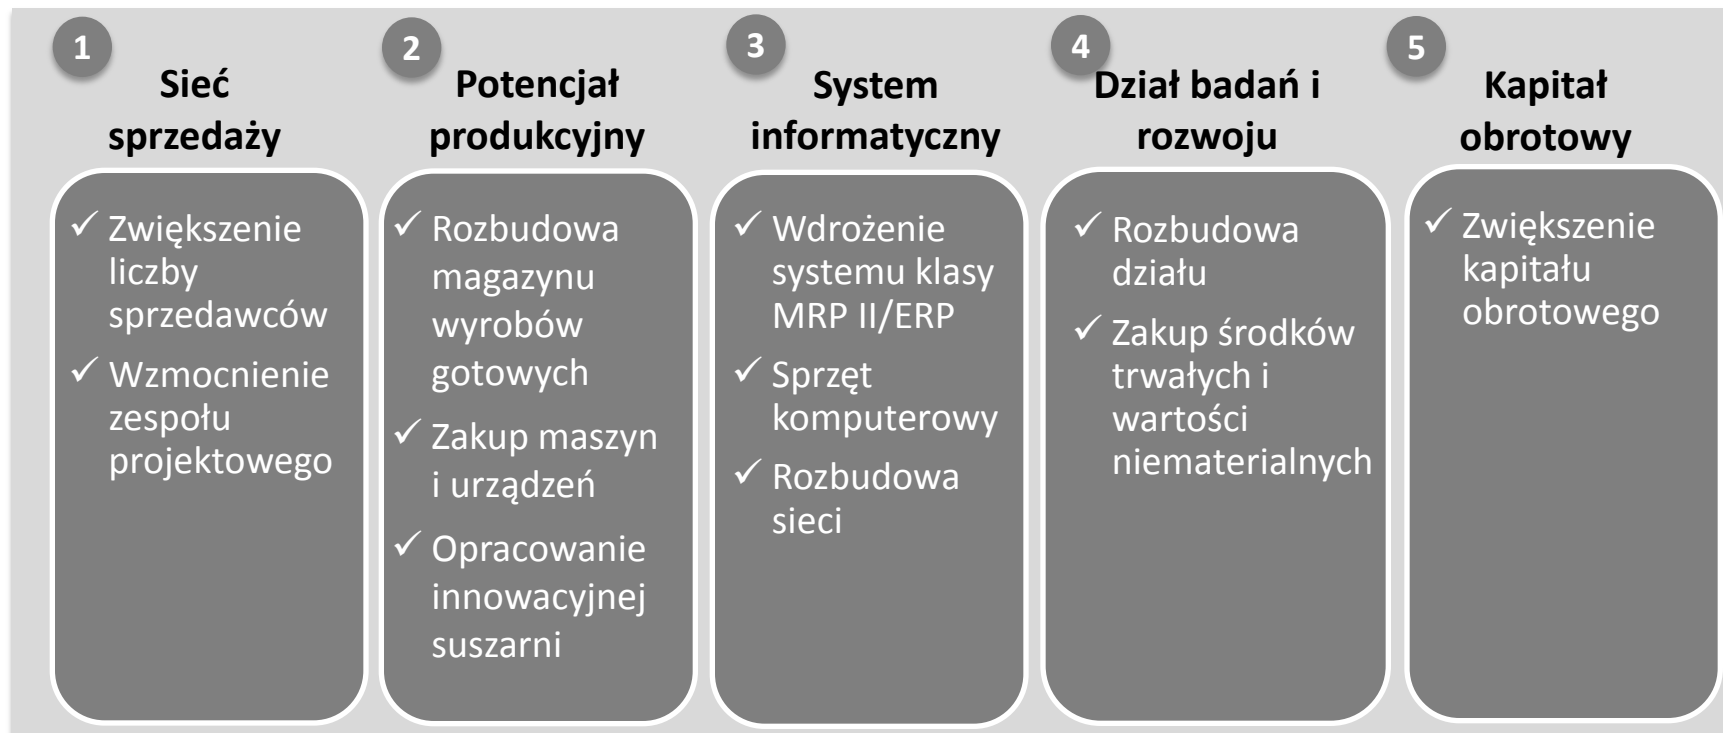 1
Sieć
sprzedaży
✓ Zwiększenie
liczby
sprzedawców
✓ Wzmocnienie
zespołu
projektowego
2
Potencjał
produkcyjny
✓ Rozbudowa
magazynu
wyrobów
gotowych
✓ Zakup maszyn
i urządzeń
✓ Opracowanie
innowacyjnej
suszarni
3
System
informatyczny
✓ Wdrożenie
systemu klasy
MRP II/ERP
✓ Sprzęt
komputerowy
✓ Rozbudowa
sieci
4
Dział badań i
rozwoju
✓ Rozbudowa
działu
✓ Zakup środków
trwałych i
wartości
niematerialnych
5
Kapitał
obrotowy
✓ Zwiększenie
kapitału
obrotowego